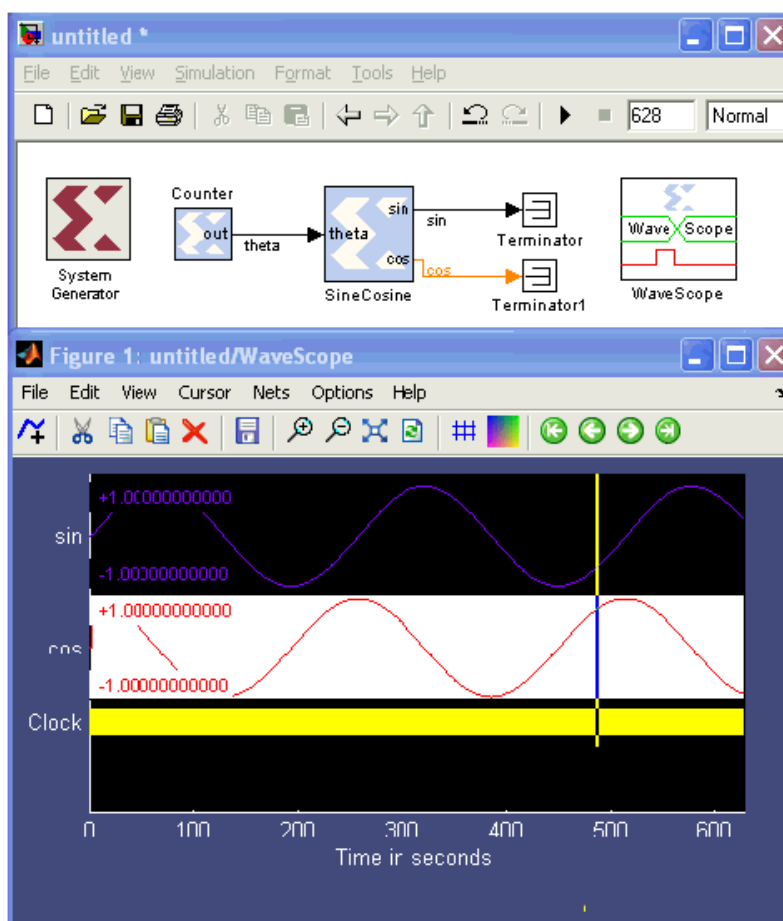 untitled *
File Edit View Simulation Format Tools Help
628 Normal
Counter
out
theta
theta
sin
cos
SineCosine
sin
cos
Terminator
Terminator1
System
Generator
Wave Scope
WaveScope
Figure 1: untitled/WaveScope
File Edit View Cursor Nets Options Help
+1.00000000000
sin
-1.00000000000
+1.00000000000
cos
-1.00000000000
Clock
0 100 200 300 400 500 600
Time in seconds